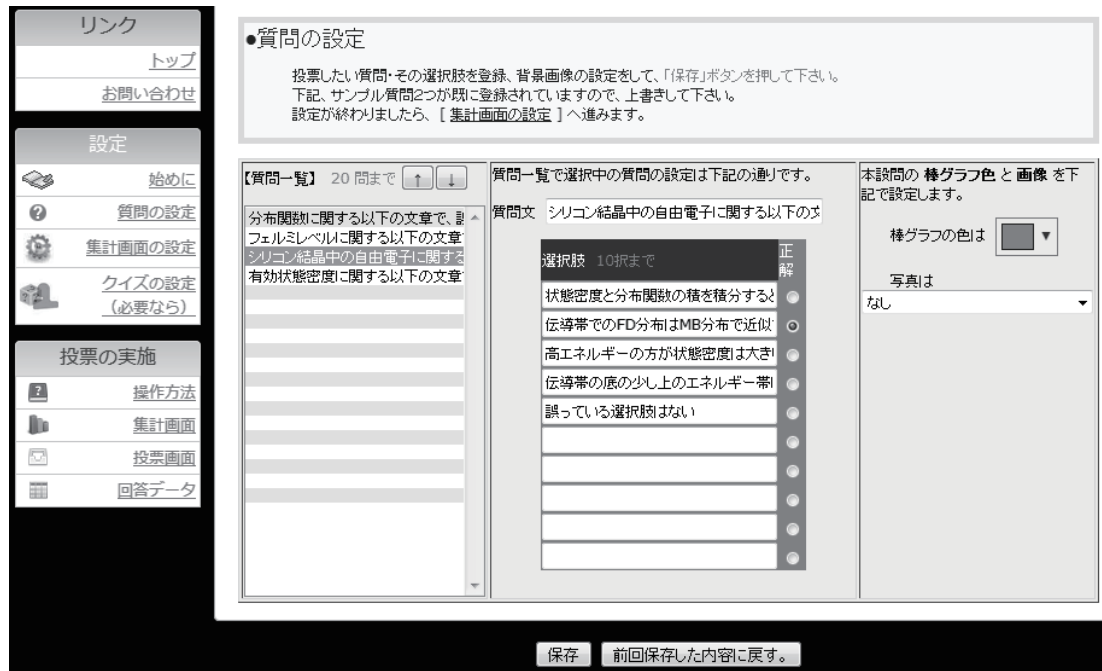 リンク
トップ
お問い合わせ
設定
始めに
質問の設定
集計画面の設定
クイズの設定
（必要なら）
投票の実施
操作方法
集計画面
投票画面
回答データ
●質問の設定
投票したい質問・その選択肢を登録、背景画像の設定をして、「保存」ボタンを押して下さい。
下記、サンプル質問2つが既に登録されていますので、上書きして下さい。
設定が終わりましたら、[ 集計画面の設定 ]へ進みます。
【質問一覧】 20 問まで ↑ ↓
分布関数に関する以下の文章で、
フェルミレベルに関する以下の文章
シリコン結晶中の自由電子に関する
有効状態密度に関する以下の文章
質問一覧で選択中の質問の設定は下記の通りです。
質問文 シリコン結晶中の自由電子に関する以下の文
選択肢 10択まで 正解
状態密度と分布関数の積を積分すると
伝導帯でのFD分布はMB分布で近似
高エネルギーの方が状態密度は大き
伝導帯の底の少し上のエネルギー帯
誤っている選択肢はない
本設問の 棒グラフ色 と 画像 を下
記で設定します。
棒グラフの色は ▼
写真は
なし
保存 前回保存した内容に戻す。